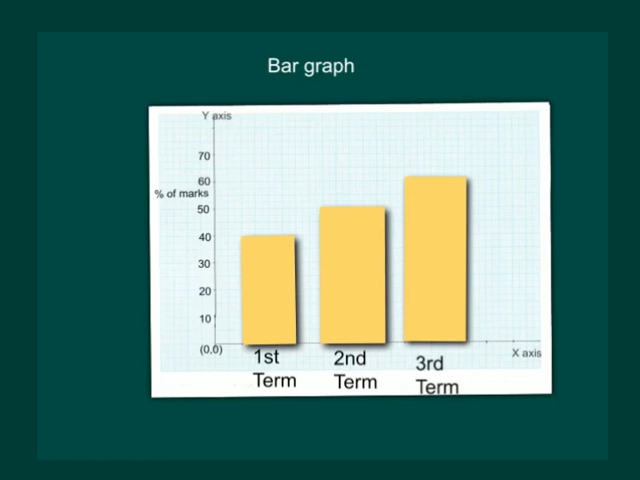 Bar graph
Y axis
70
60
% of marks
50
40
30
20
10
(0,0)
X axis
1st
Term
2nd
Term
3rd
Term